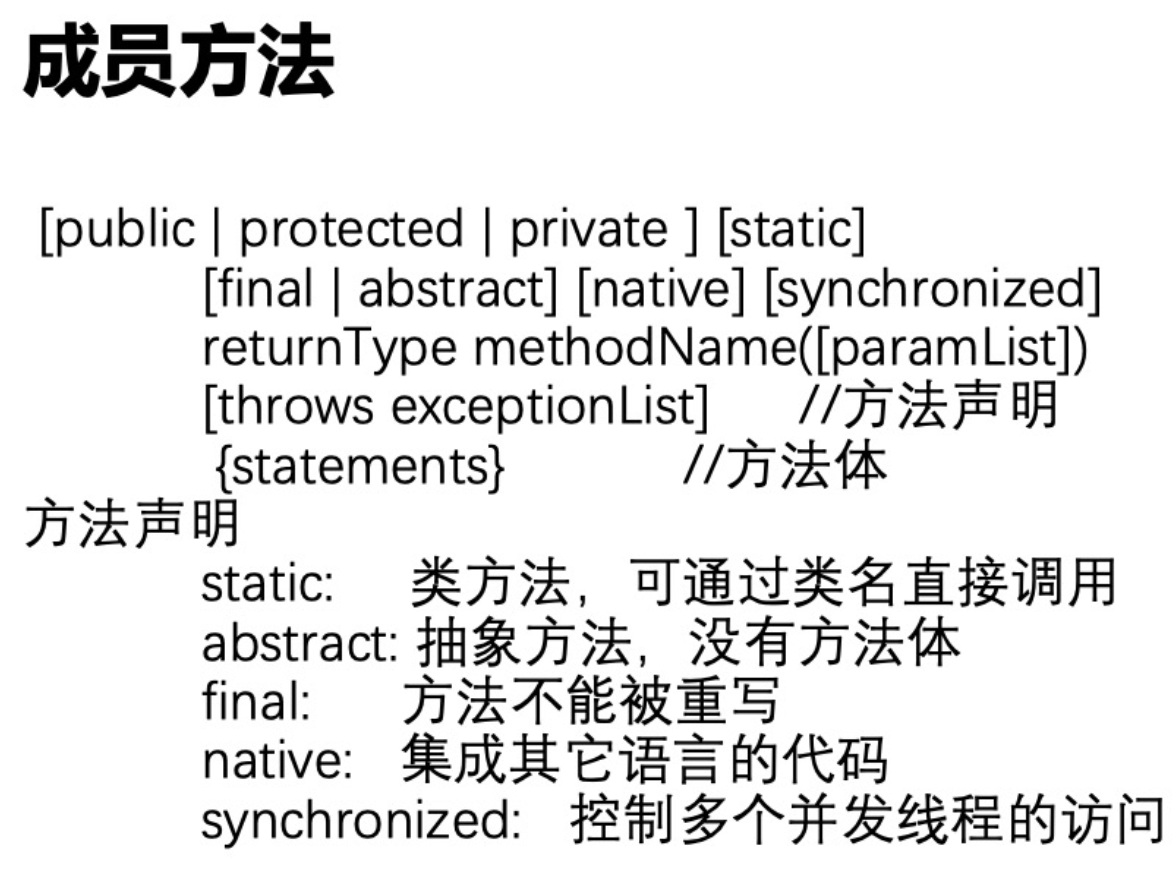 成员方法
[public | protected | private ] [static]
[final | abstract] [native] [synchronized]
returnType methodName([paramList])
[throws exceptionList] //方法声明
{statements} //方法体
方法声明
static: 类方法，可通过类名直接调用
abstract: 抽象方法，没有方法体
final: 方法不能被重写
native: 集成其它语言的代码
synchronized: 控制多个并发线程的访问